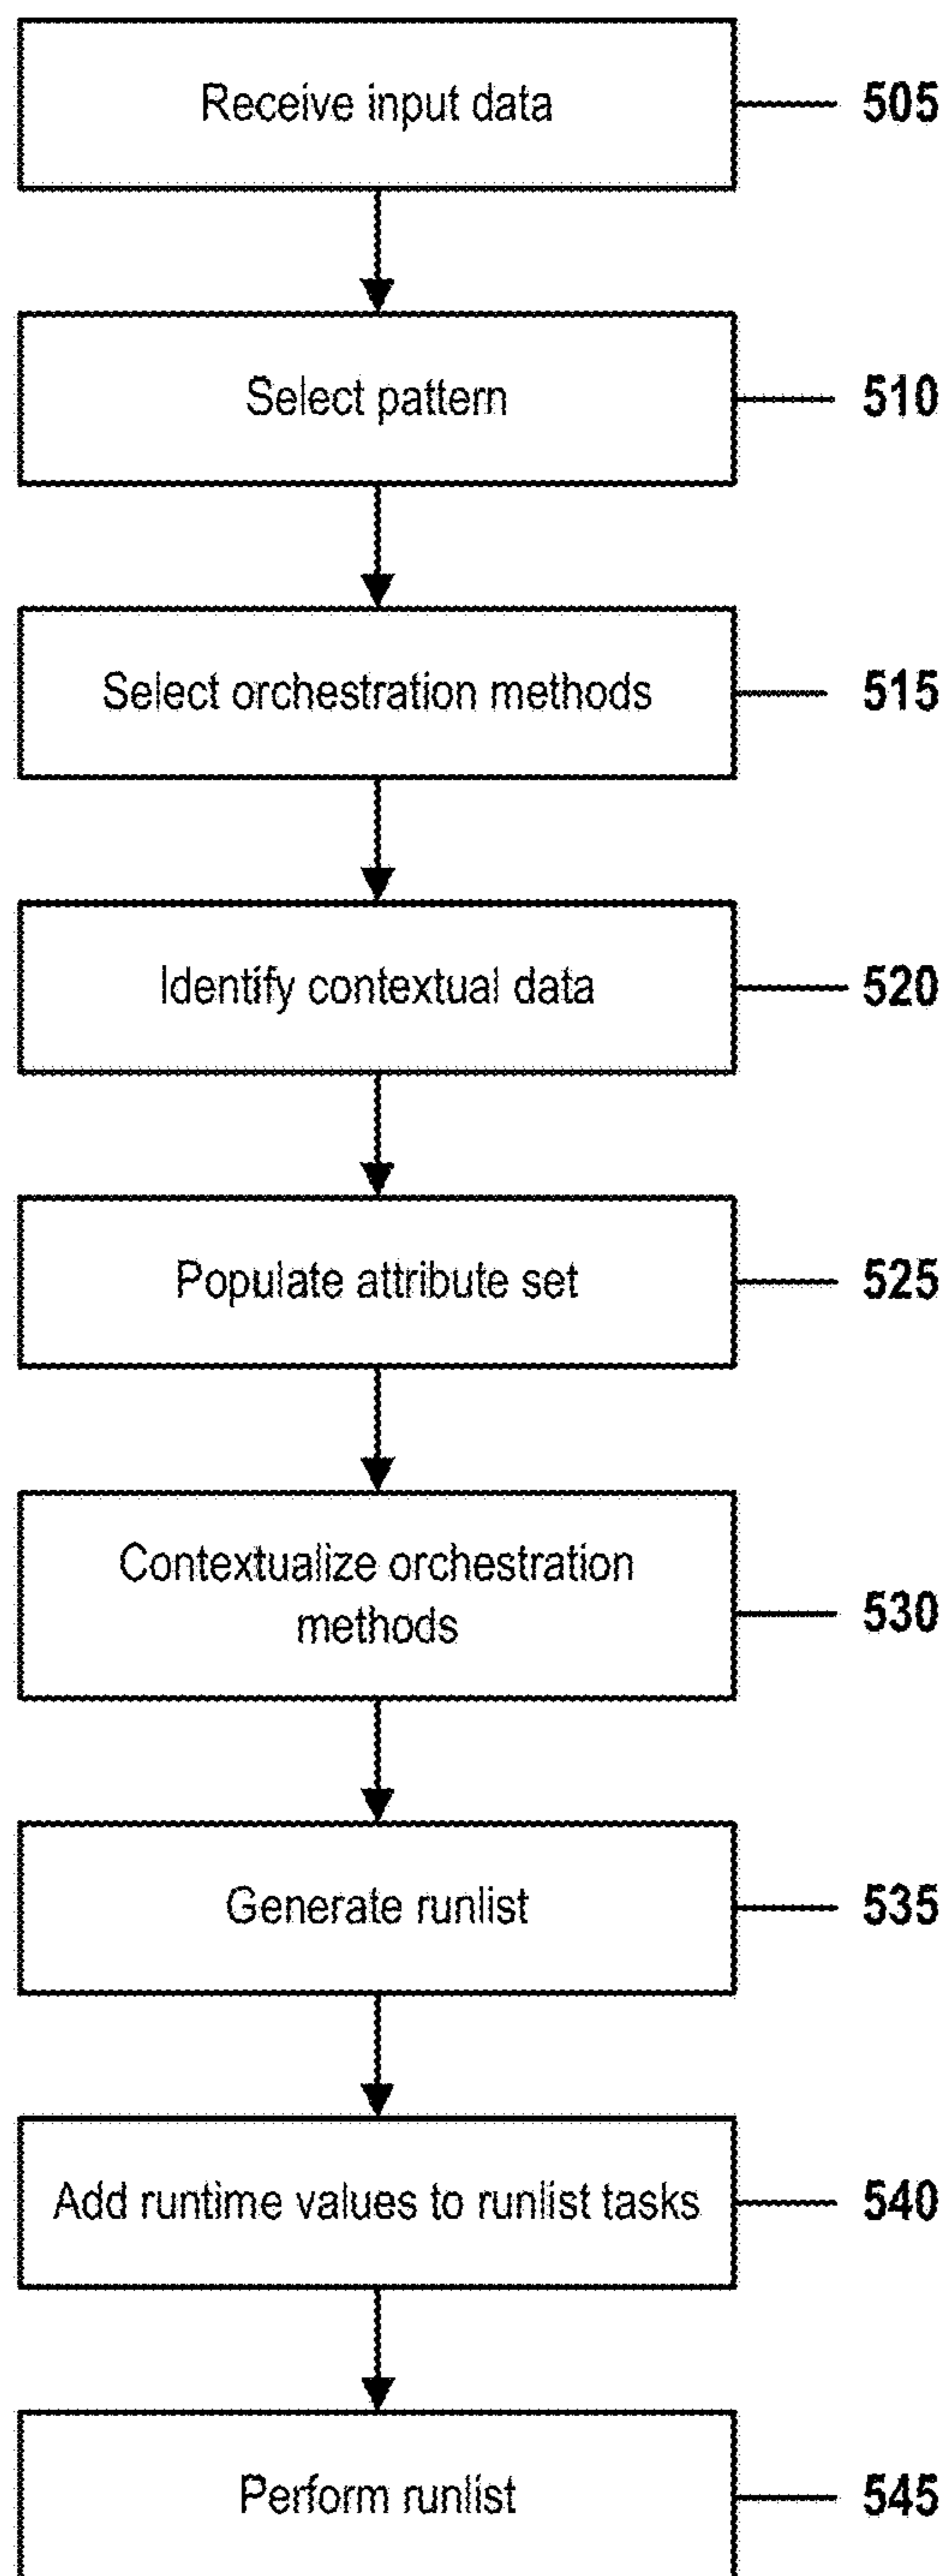 Receive input data
505
Select pattern
510
Select orchestration methods
515
Identify contextual data
520
Populate attribute set
525
Contextualize orchestration
methods
530
Generate runlist
535
Add runtime values to runlist tasks
540
Perform runlist
545